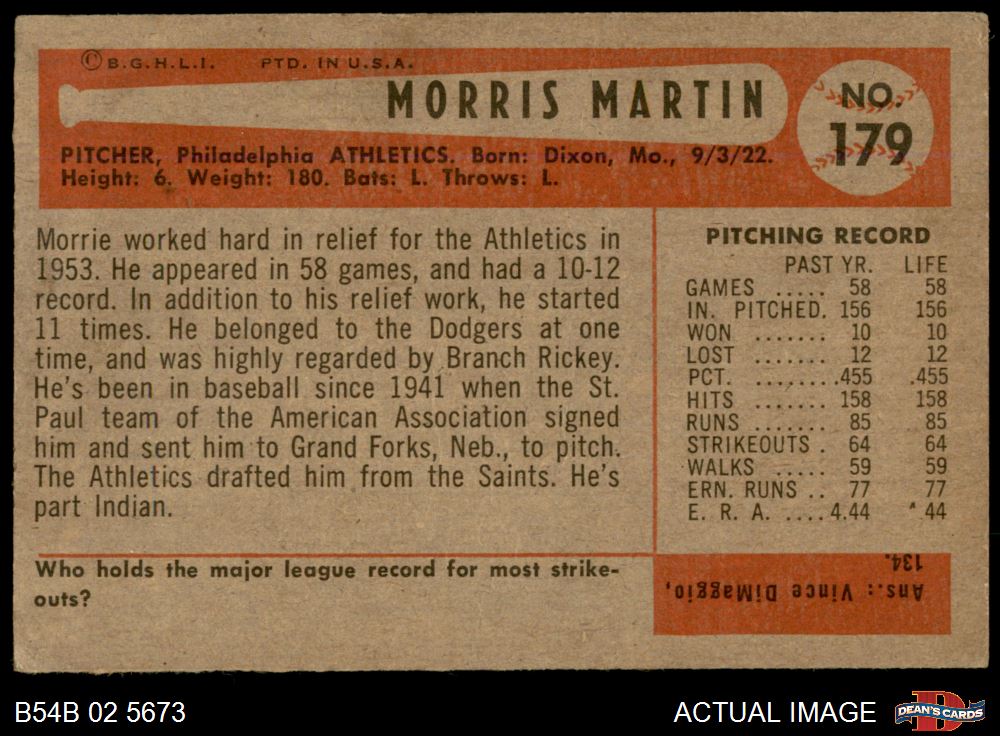 © B.G.H.L.I. PTD. IN U.S.A.
MORRIS MARTIN
NO.
179
PITCHER, Philadelphia ATHLETICS. Born: Dixon, Mo., 9/3/22.
Height: 6. Weight: 180. Bats: L. Throws: L.
Morrie worked hard in relief for the Athletics in
1953. He appeared in 58 games, and had a 10-12
record. In addition to his relief work, he started
11 times. He belonged to the Dodgers at one
time, and was highly regarded by Branch Rickey.
He's been in baseball since 1941 when the St.
Paul team of the American Association signed
him and sent him to Grand Forks, Neb., to pitch.
The Athletics drafted him from the Saints. He's
part Indian.
PITCHING RECORD
PAST YR. LIFE
GAMES ..... 58 58
IN. PITCHED. 156 156
WON ....... 10 10
LOST ....... 12 12
PCT. ........455 .455
HITS ....... 158 158
RUNS ....... 85 85
STRIKEOUTS . 64 64
WALKS ..... 59 59
ERN. RUNS .. 77 77
E. R. A. ....4.44 44
Who holds the major league record for most strike-
outs?
Ans.: Vince DiMaggio,
134.
B54B 02 5673
ACTUAL IMAGE
D
DEAN'S CARDS